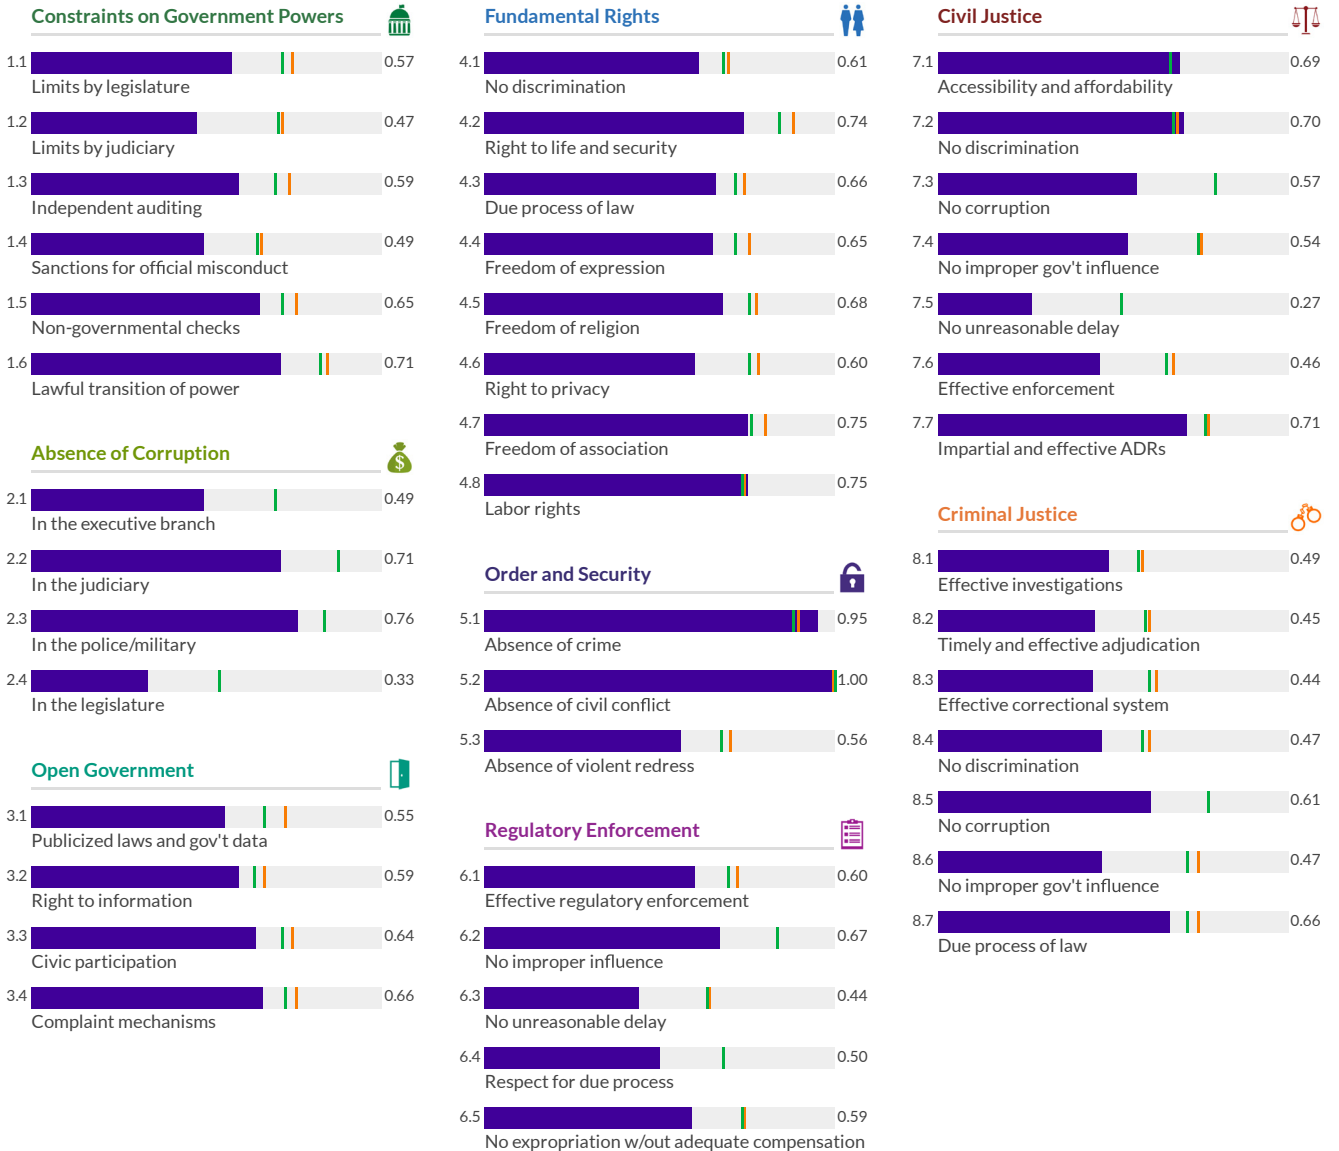 Constraints on Government Powers
1.1 0.57
Limits by legislature
1.2 0.47
Limits by judiciary
1.3 0.59
Independent auditing
1.4 0.49
Sanctions for official misconduct
1.5 0.65
Non-governmental checks
1.6 0.71
Lawful transition of power
Absence of Corruption
2.1 0.49
In the executive branch
2.2 0.71
In the judiciary
2.3 0.76
In the police/military
2.4 0.33
In the legislature
Open Government
3.1 0.55
Publicized laws and gov't data
3.2 0.59
Right to information
3.3 0.64
Civic participation
3.4 0.66
Complaint mechanisms
Fundamental Rights
4.1 0.61
No discrimination
4.2 0.74
Right to life and security
4.3 0.66
Due process of law
4.4 0.65
Freedom of expression
4.5 0.68
Freedom of religion
4.6 0.60
Right to privacy
4.7 0.75
Freedom of association
4.8 0.75
Labor rights
Order and Security
5.1 0.95
Absence of crime
5.2 1.00
Absence of civil conflict
5.3 0.56
Absence of violent redress
Regulatory Enforcement
6.1 0.60
Effective regulatory enforcement
6.2 0.67
No improper influence
6.3 0.44
No unreasonable delay
6.4 0.50
Respect for due process
6.5 0.59
No expropriation w/out adequate compensation
Civil Justice
7.1 0.69
Accessibility and affordability
7.2 0.70
No discrimination
7.3 0.57
No corruption
7.4 0.54
No improper gov't influence
7.5 0.27
No unreasonable delay
7.6 0.46
Effective enforcement
7.7 0.71
Impartial and effective ADRs
Criminal Justice
8.1 0.49
Effective investigations
8.2 0.45
Timely and effective adjudication
8.3 0.44
Effective correctional system
8.4 0.47
No discrimination
8.5 0.61
No corruption
8.6 0.47
No improper gov't influence
8.7 0.66
Due process of law